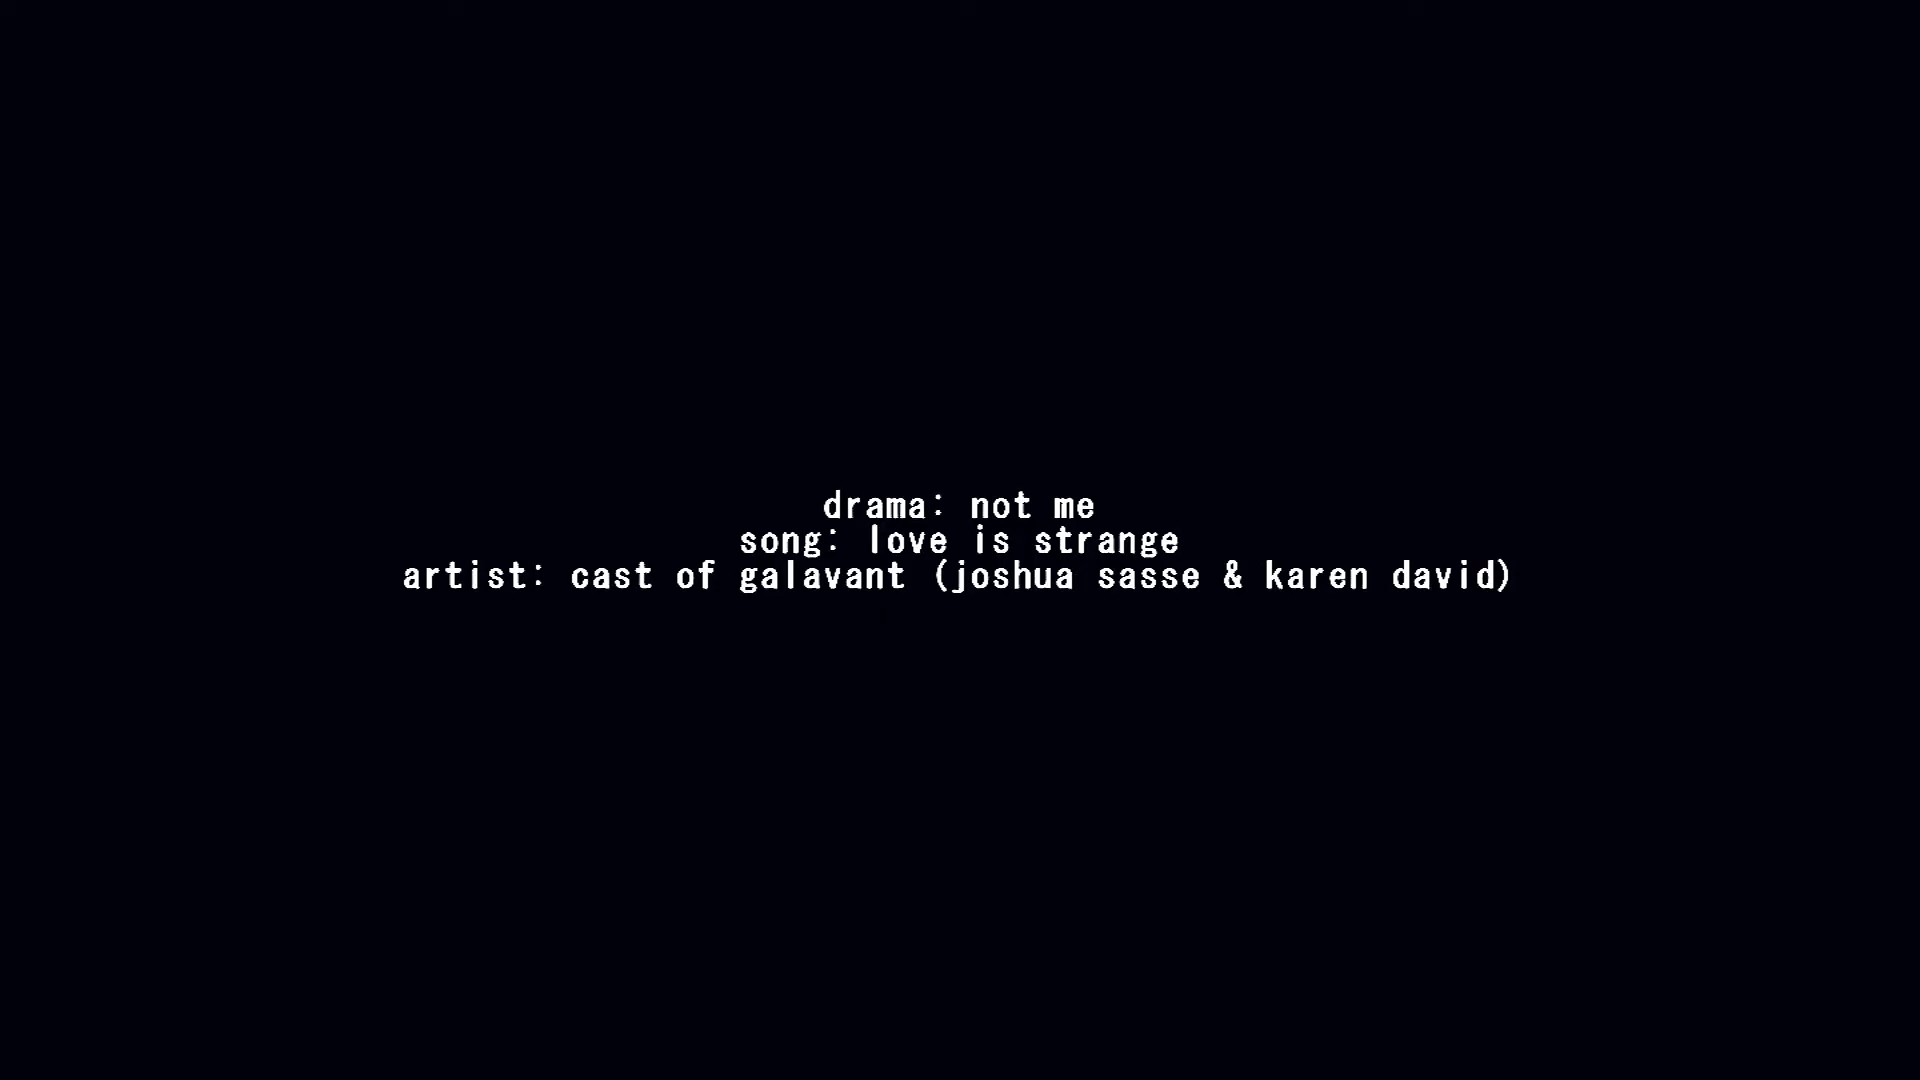 drama: not me
song: love is strange
artist: cast of galavant (joshua sasse & karen david)